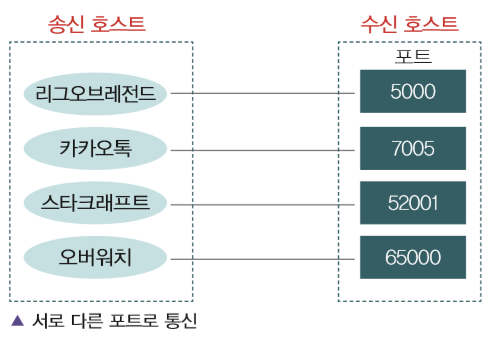 송신 호스트
수신 호스트
포트
리그오브레전드
5000
카카오톡
7005
스타크래프트
52001
오버워치
65000
▲ 서로 다른 포트로 통신